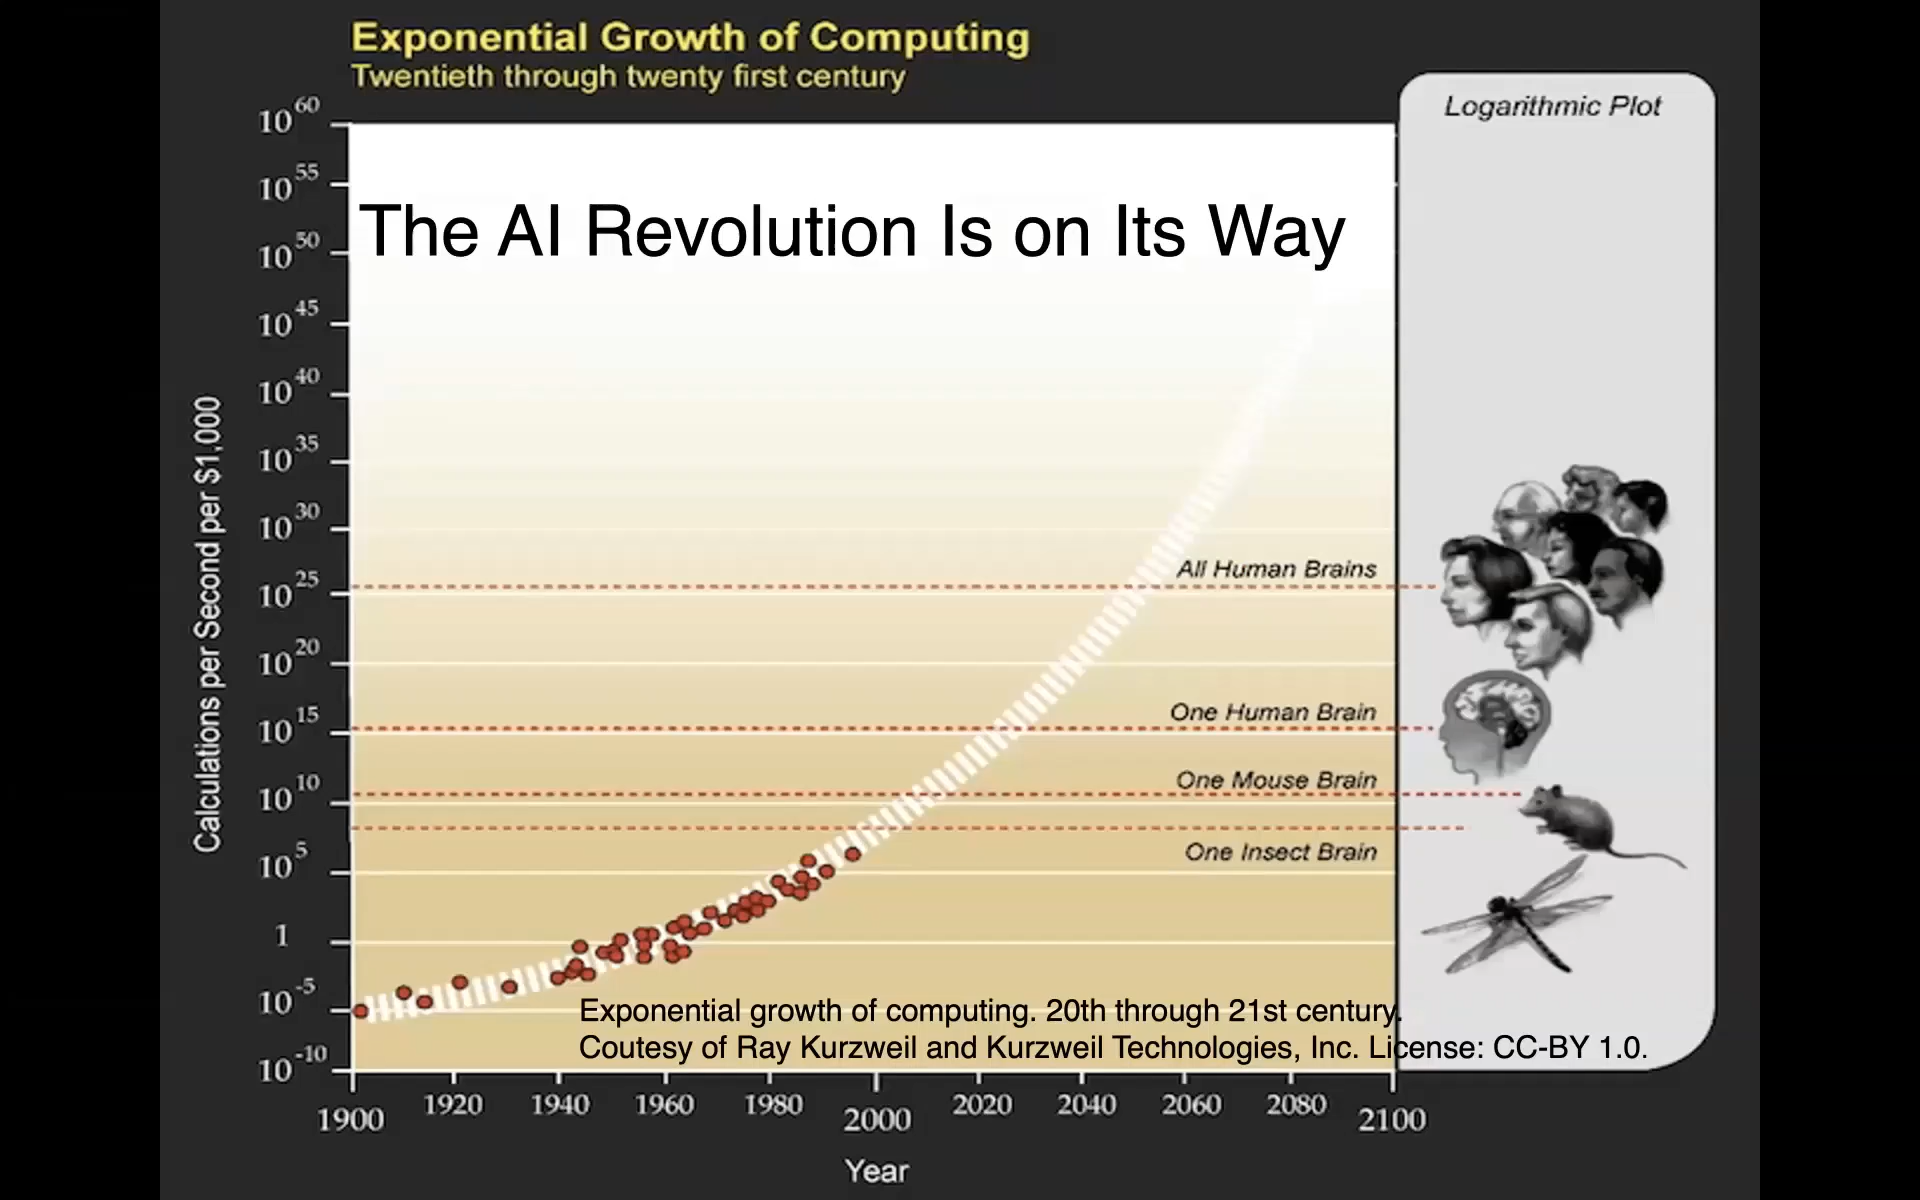 Exponential Growth of Computing
Twentieth through twenty first century
Logarithmic Plot
The AI Revolution Is on Its Way
Calculations per Second per $1,000
10^60
10^55
10^50
10^45
10^40
10^35
10^30
10^25
10^20
10^15
10^10
10^5
1
10^-5
10^-10
All Human Brains
One Human Brain
One Mouse Brain
One Insect Brain
Exponential growth of computing. 20th through 21st century.
Coutesy of Ray Kurzweil and Kurzweil Technologies, Inc. License: CC-BY 1.0.
1900 1920 1940 1960 1980 2000 2020 2040 2060 2080 2100
Year